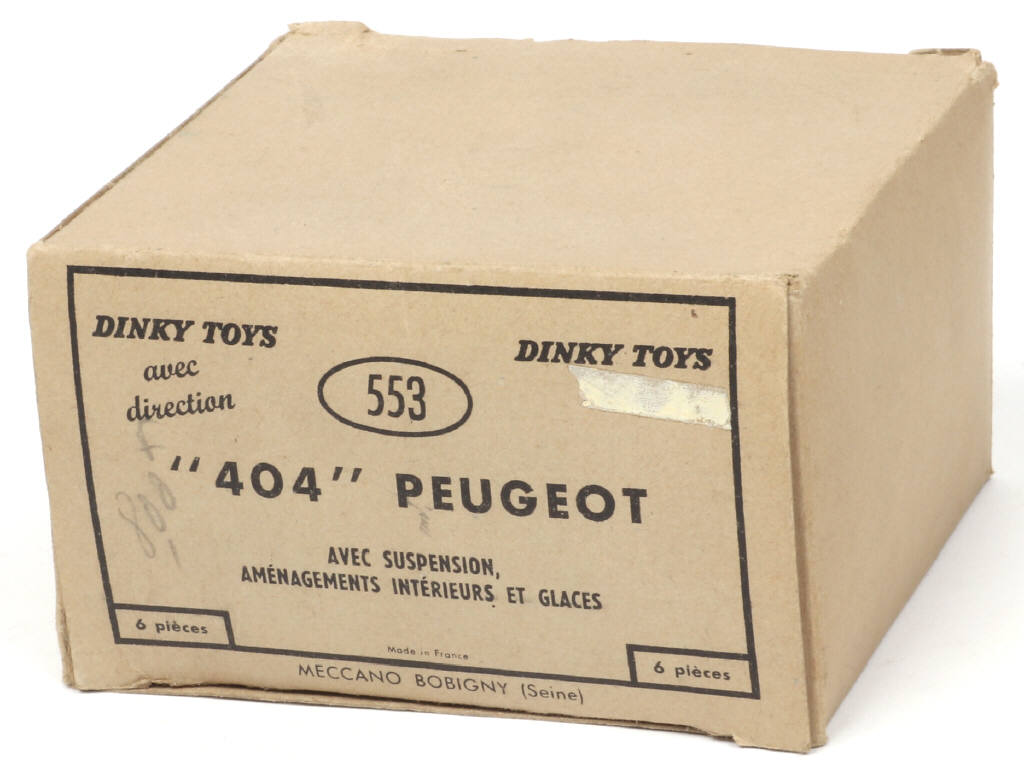 DINKY TOYS
avec
direction
553
DINKY TOYS
"404" PEUGEOT
AVEC SUSPENSION,
AMÉNAGEMENTS INTÉRIEURS ET GLACES
6 pièces
Made in France
6 pièces
MECCANO BOBIGNY (Seine)